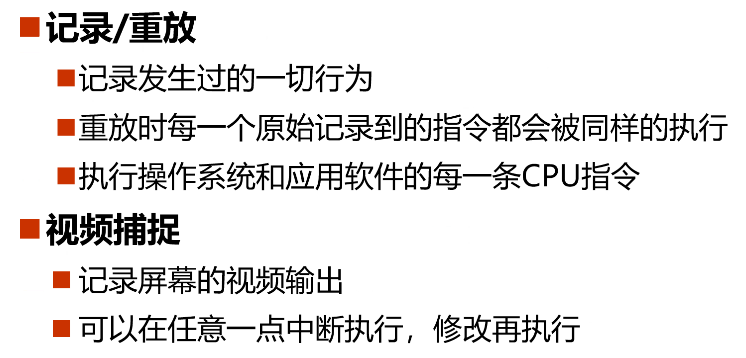 记录/重放
记录发生过的一切行为
重放时每一个原始记录到的指令都会被同样的执行
执行操作系统和应用软件的每一条CPU指令
视频捕捉
记录屏幕的视频输出
可以在任意一点中断执行，修改再执行